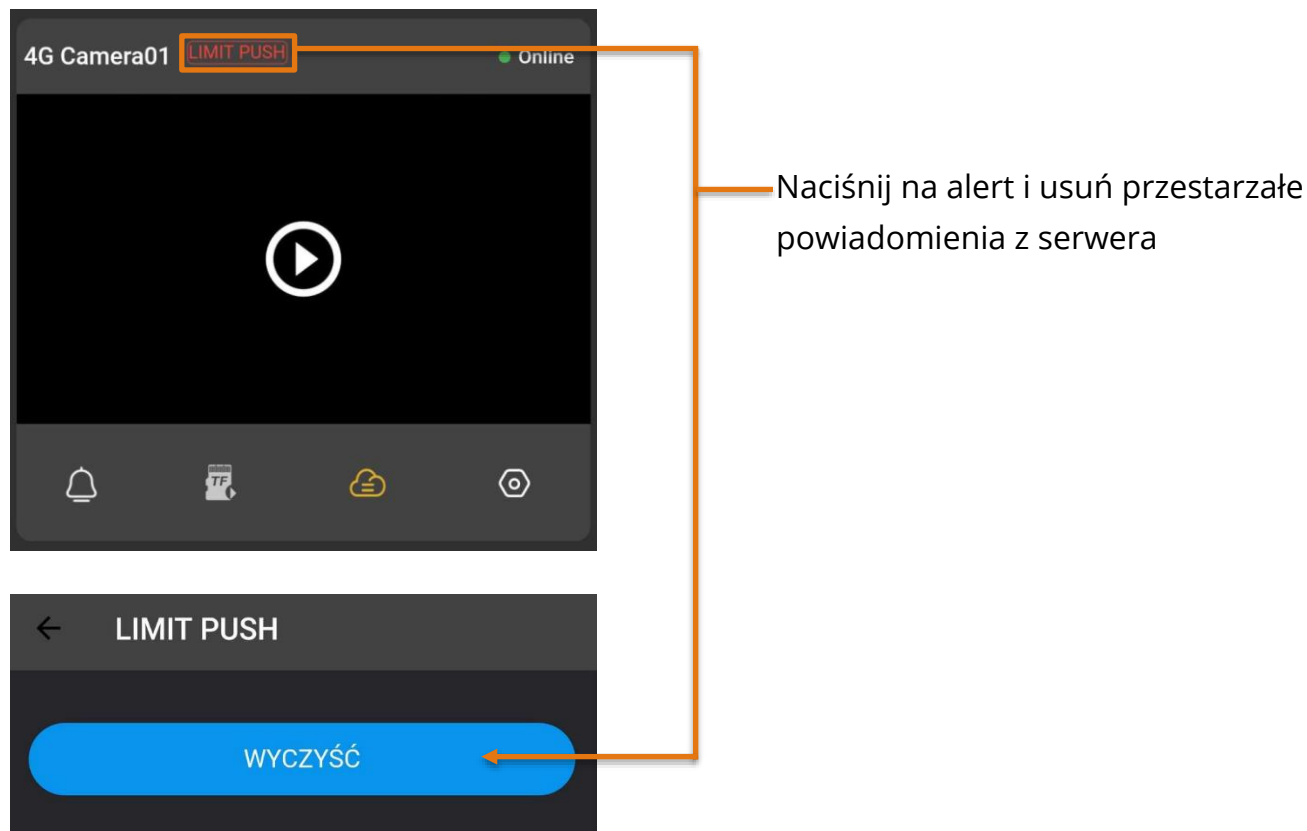 4G Camera01 LIMIT PUSH Online
Naciśnij na alert i usuń przestarzałe
powiadomienia z serwera
TF
LIMIT PUSH
WYCZYŚĆ